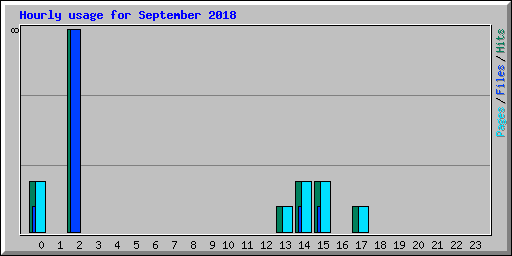 Hourly usage for September 2018
8
Pages/Files/Hits
0 1 2 3 4 5 6 7 8 9 10 11 12 13 14 15 16 17 18 19 20 21 22 23